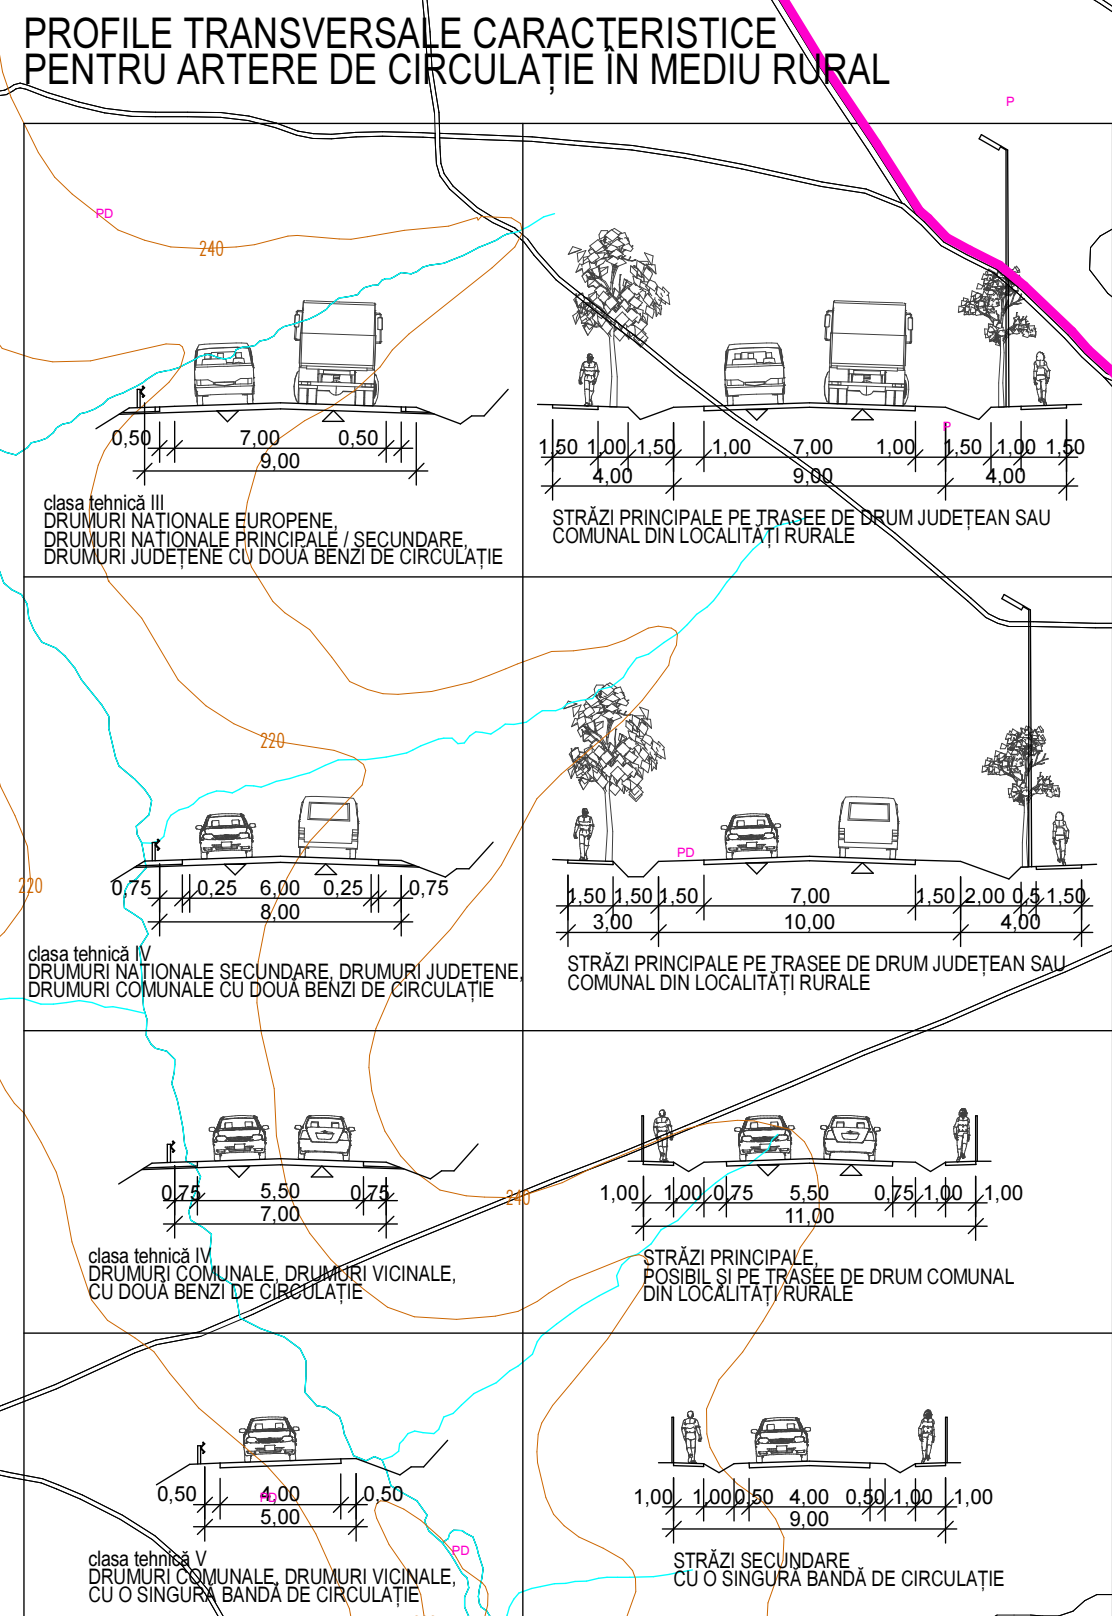 PROFILE TRANSVERSALE CARACTERISTICE
PENTRU ARTERE DE CIRCULAȚIE ÎN MEDIU RURAL
P
PD
240
0,50 7,00 0,50
9,00
clasa tehnică III
DRUMURI NAȚIONALE EUROPENE,
DRUMURI NAȚIONALE PRINCIPALE / SECUNDARE,
DRUMURI JUDEȚENE CU DOUĂ BENZI DE CIRCULAȚIE
P
1,50 1,00 1,50 1,00 7,00 1,00 1,50 1,00 1,50
4,00 9,00 4,00
STRĂZI PRINCIPALE PE TRASEE DE DRUM JUDEȚEAN SAU
COMUNAL DIN LOCALITĂȚI RURALE
220
220
0,75 0,25 6,00 0,25 0,75
8,00
clasa tehnică IV
DRUMURI NAȚIONALE SECUNDARE, DRUMURI JUDEȚENE,
DRUMURI COMUNALE CU DOUĂ BENZI DE CIRCULAȚIE
PD
1,50 1,50 1,50 7,00 1,50 2,00 0,5 1,50
3,00 10,00 4,00
STRĂZI PRINCIPALE PE TRASEE DE DRUM JUDEȚEAN SAU
COMUNAL DIN LOCALITĂȚI RURALE
0,75 5,50 0,75
7,00
240
clasa tehnică IV
DRUMURI COMUNALE, DRUMURI VICINALE,
CU DOUĂ BENZI DE CIRCULAȚIE
1,00 1,00 0,75 5,50 0,75 1,00 1,00
11,00
STRĂZI PRINCIPALE,
POSIBIL ȘI PE TRASEE DE DRUM COMUNAL
DIN LOCALITĂȚI RURALE
0,50 4,00 0,50
PD
5,00
clasa tehnică V
DRUMURI COMUNALE, DRUMURI VICINALE,
CU O SINGURĂ BANDĂ DE CIRCULAȚIE
PD
1,00 1,00 0,50 4,00 0,50 1,00 1,00
9,00
STRĂZI SECUNDARE
CU O SINGURĂ BANDĂ DE CIRCULAȚIE